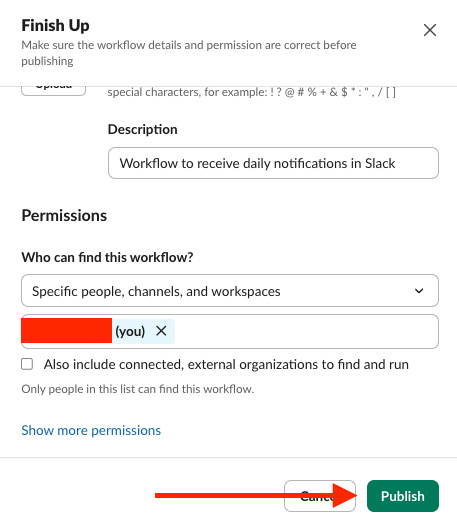 Finish Up
Make sure the workflow details and permission are correct before
publishing
Upload
special characters, for example: ! ? @ # % + & $ * : " , / [ ]
Description
Workflow to receive daily notifications in Slack
Permissions
Who can find this workflow?
Specific people, channels, and workspaces
(you)
Also include connected, external organizations to find and run
Only people in this list can find this workflow.
Show more permissions
Cancel
Publish